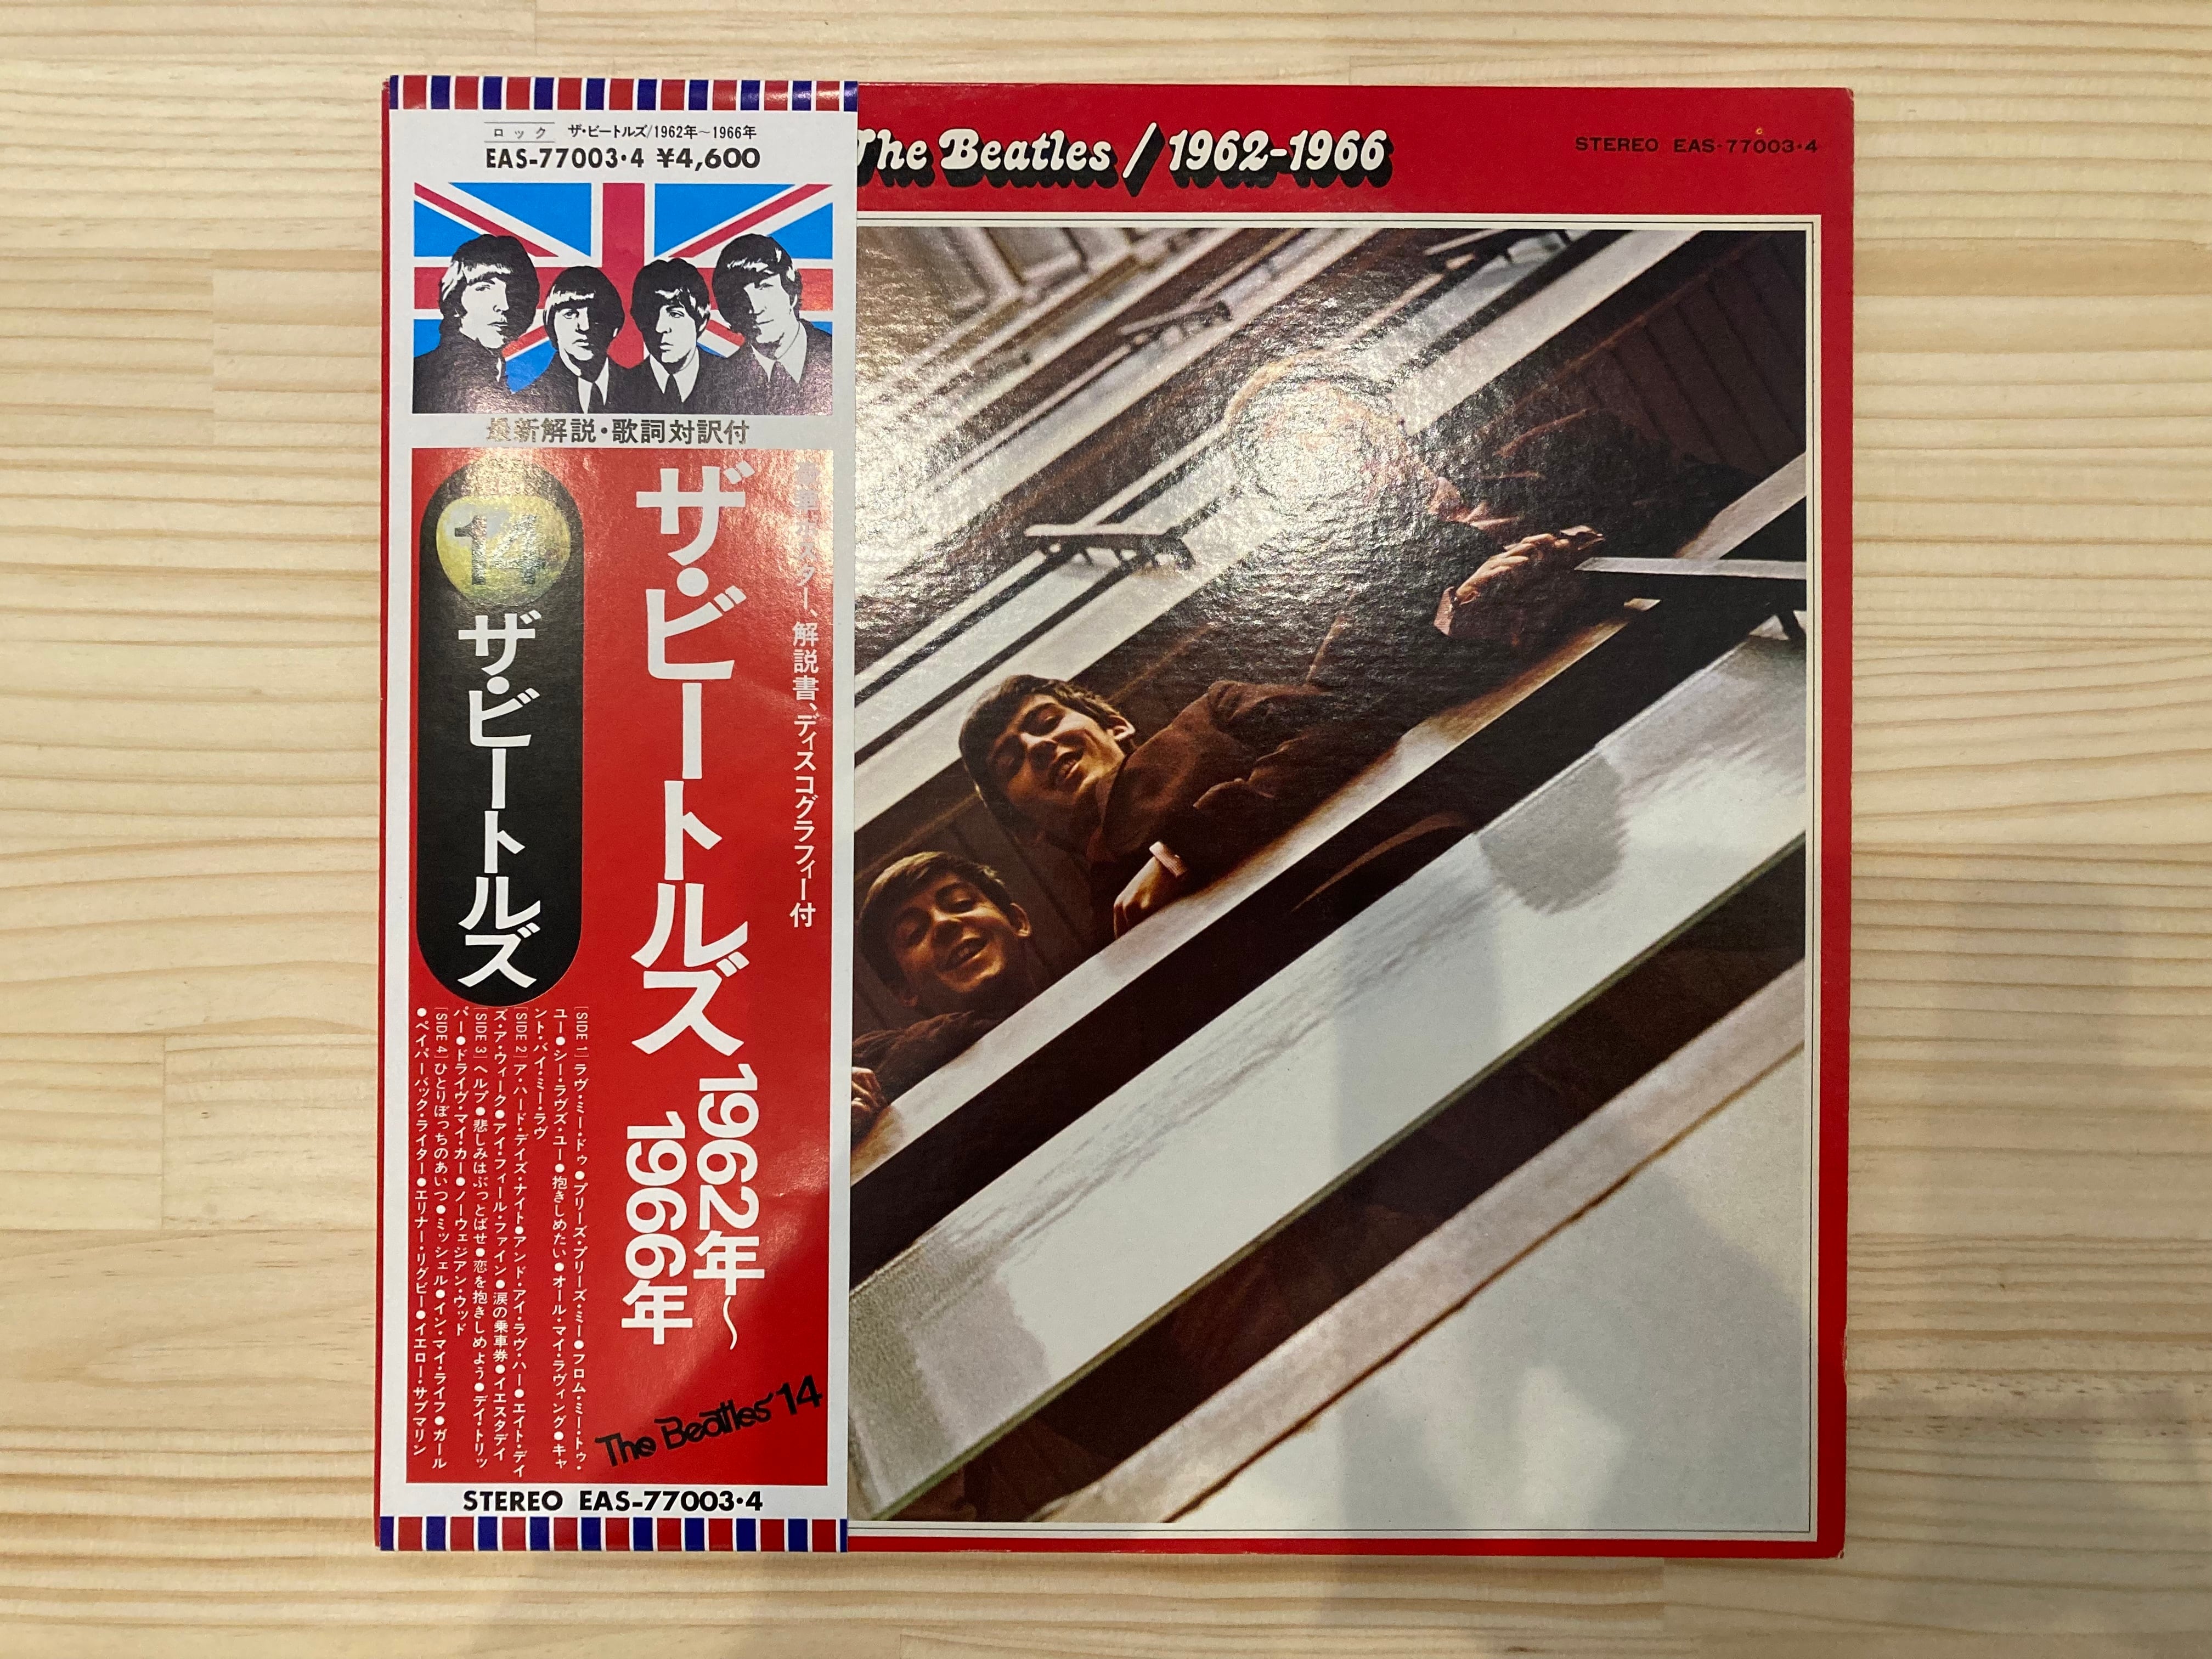 ロック ザ・ビートルズ/1962年~1966年
EAS-77003・4 ¥4,600
最新解説・歌詞対訳付
ポスター、解説書、ディスコグラフィー付
ザ・ビートルズ 1962年~
1966年
14
ザ・ビートルズ
[SIDE 1]ラヴ・ミー・ドゥ●プリーズ・プリーズ・ミー●フロム・ミー・トゥ・
ユー●シー・ラヴズ・ユー●抱きしめたい●オール・マイ・ラヴィング●キャ
ント・バイ・ミー・ラヴ
[SIDE 2]ア・ハード・デイズ・ナイト●アンド・アイ・ラヴ・ハー●エイト・デイ
ズ・ア・ウィーク●アイ・フィール・ファイン●涙の乗車券●イエスタデイ
[SIDE 3]ヘルプ●悲しみはぶっとばせ●恋を抱きしめよう●デイ・トリッ
パー●ドライヴ・マイ・カー●ノーウェジアン・ウッド
[SIDE 4]ひとりぼっちのあいつ●ミッシェル●イン・マイ・ライフ●ガール
●ペイパーバック・ライター●エリナー・リグビー●イエロー・サブマリン
The Beatles 14
STEREO EAS-77003・4
The Beatles / 1962-1966
STEREO EAS-77003・4